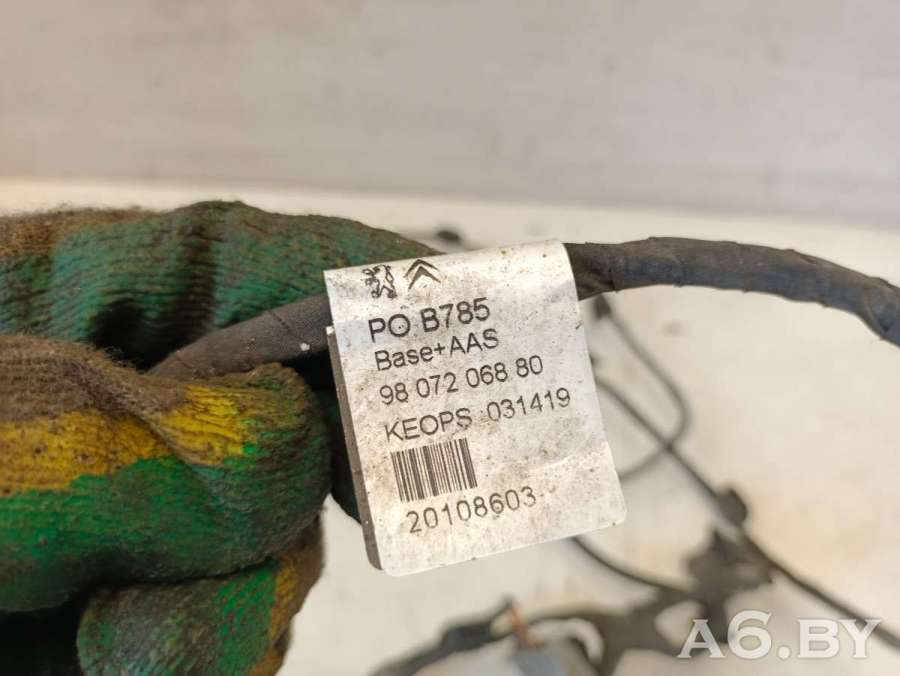 PO B785
Base+AAS
98 072 068 80
KEOPS 031419
20108603
A6.BY